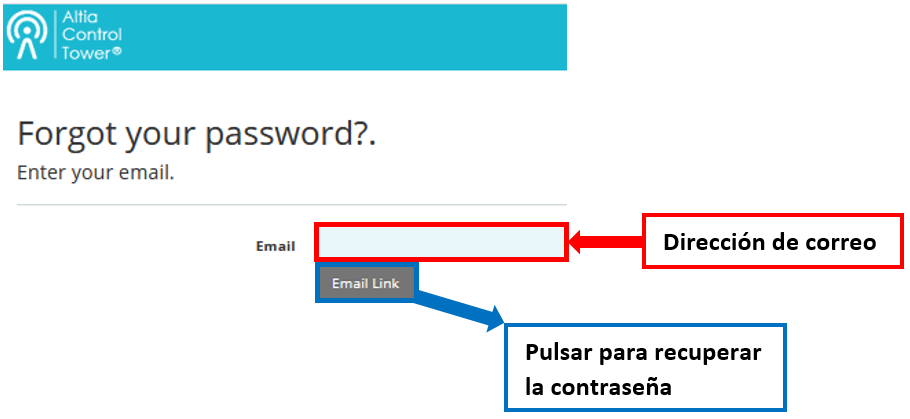 Altia
Control
Tower®
Forgot your password?.
Enter your email.
Email
Dirección de correo
Email Link
Pulsar para recuperar
la contraseña